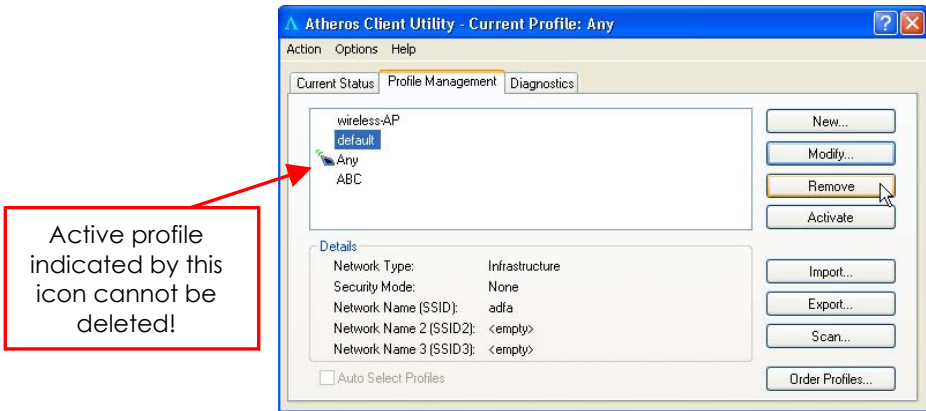 Atheros Client Utility - Current Profile: Any
Action Options Help
Current Status Profile Management Diagnostics
wireless-AP
default
Any
ABC
New...
Modify...
Remove
Activate
Active profile
indicated by this
icon cannot be
deleted!
Details
Network Type: Infrastructure
Security Mode: None
Network Name (SSID): adfa
Network Name 2 (SSID2): <empty>
Network Name 3 (SSID3): <empty>
Auto Select Profiles
Import...
Export...
Scan...
Order Profiles...